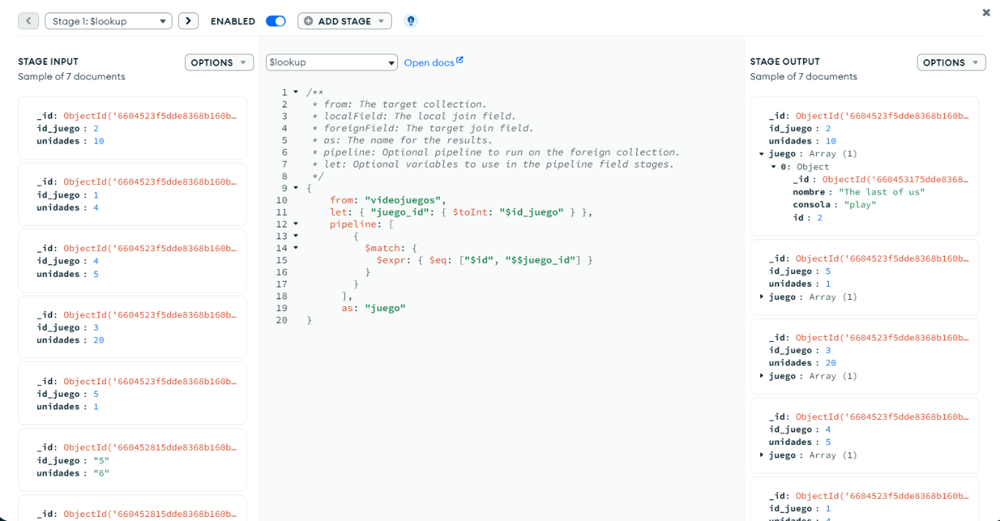 Stage 1: $lookup
ENABLED
ADD STAGE
STAGE INPUT
OPTIONS
Sample of 7 documents
_id: ObjectId('6604523f5dde8368b160b…
id_juego : 2
unidades : 10
_id: ObjectId('6604523f5dde8368b160b…
id_juego : 1
unidades : 4
_id: ObjectId('6604523f5dde8368b160b…
id_juego : 4
unidades : 5
_id: ObjectId('6604523f5dde8368b160b…
id_juego : 3
unidades : 20
_id: ObjectId('6604523f5dde8368b160b…
id_juego : 5
unidades : 1
_id: ObjectId('660452815dde8368b160b…
id_juego : "5"
unidades : "6"
_id: ObjectId('660452815dde8368b160b…
$lookup
Open docs
1 /**
2 * from: The target collection.
3 * localField: The local join field.
4 * foreignField: The target join field.
5 * as: The name for the results.
6 * pipeline: Optional pipeline to run on the foreign collection.
7 * let: Optional variables to use in the pipeline field stages.
8 */
9 {
10 from: "videojuegos",
11 let: { "juego_id": { $toInt: "$id_juego" } },
12 pipeline: [
13 {
14 $match: {
15 $expr: { $eq: ["$id", "$$juego_id"] }
16 }
17 }
18 ],
19 as: "juego"
20 }
STAGE OUTPUT
OPTIONS
Sample of 7 documents
_id: ObjectId('6604523f5dde8368b160b…
id_juego : 2
unidades : 10
juego : Array (1)
0: Object
_id : ObjectId('660453175dde8368…
nombre : "The last of us"
consola : "play"
id : 2
_id: ObjectId('6604523f5dde8368b160b…
id_juego : 5
unidades : 1
juego : Array (1)
_id: ObjectId('6604523f5dde8368b160b…
id_juego : 3
unidades : 20
juego : Array (1)
_id: ObjectId('6604523f5dde8368b160b…
id_juego : 4
unidades : 5
juego : Array (1)
_id: ObjectId('6604523f5dde8368b160b…
id_juego : 1
unidades : 4